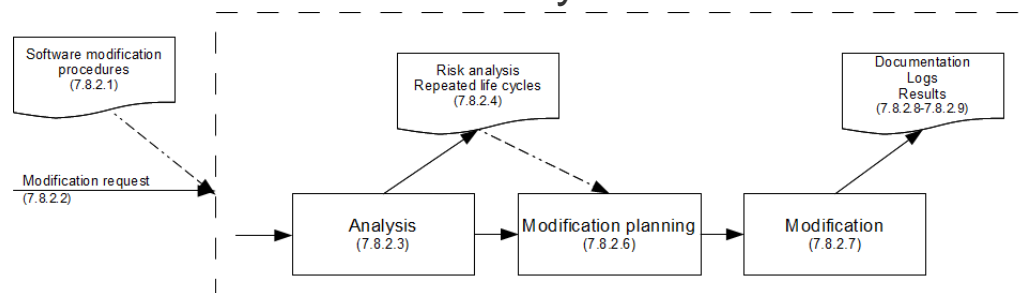 Software modification
procedures
(7.8.2.1)
Modification request
(7.8.2.2)
Risk analysis
Repeated life cycles
(7.8.2.4)
Documentation
Logs
Results
(7.8.2.8-7.8.2.9)
Analysis
(7.8.2.3)
Modification planning
(7.8.2.6)
Modification
(7.8.2.7)